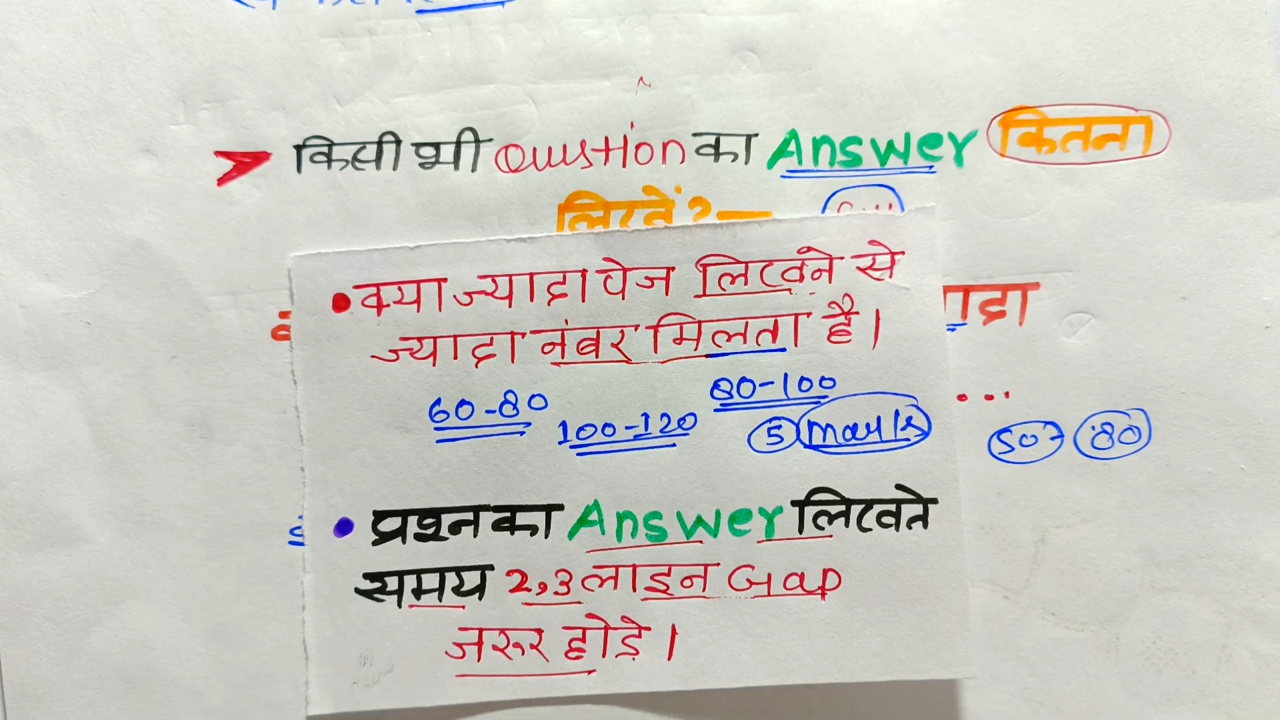 किसी भी Question का Answer कितना
लिखें? —
• क्या ज्यादा पेज लिखने से
ज्यादा नंबर मिलता है।
ादा
60-80
100-120
80-100
5 Marks
...
50-80
• प्रश्न का Answer लिखते
समय 2,3 लाइन Gap
जरुर छोड़े।